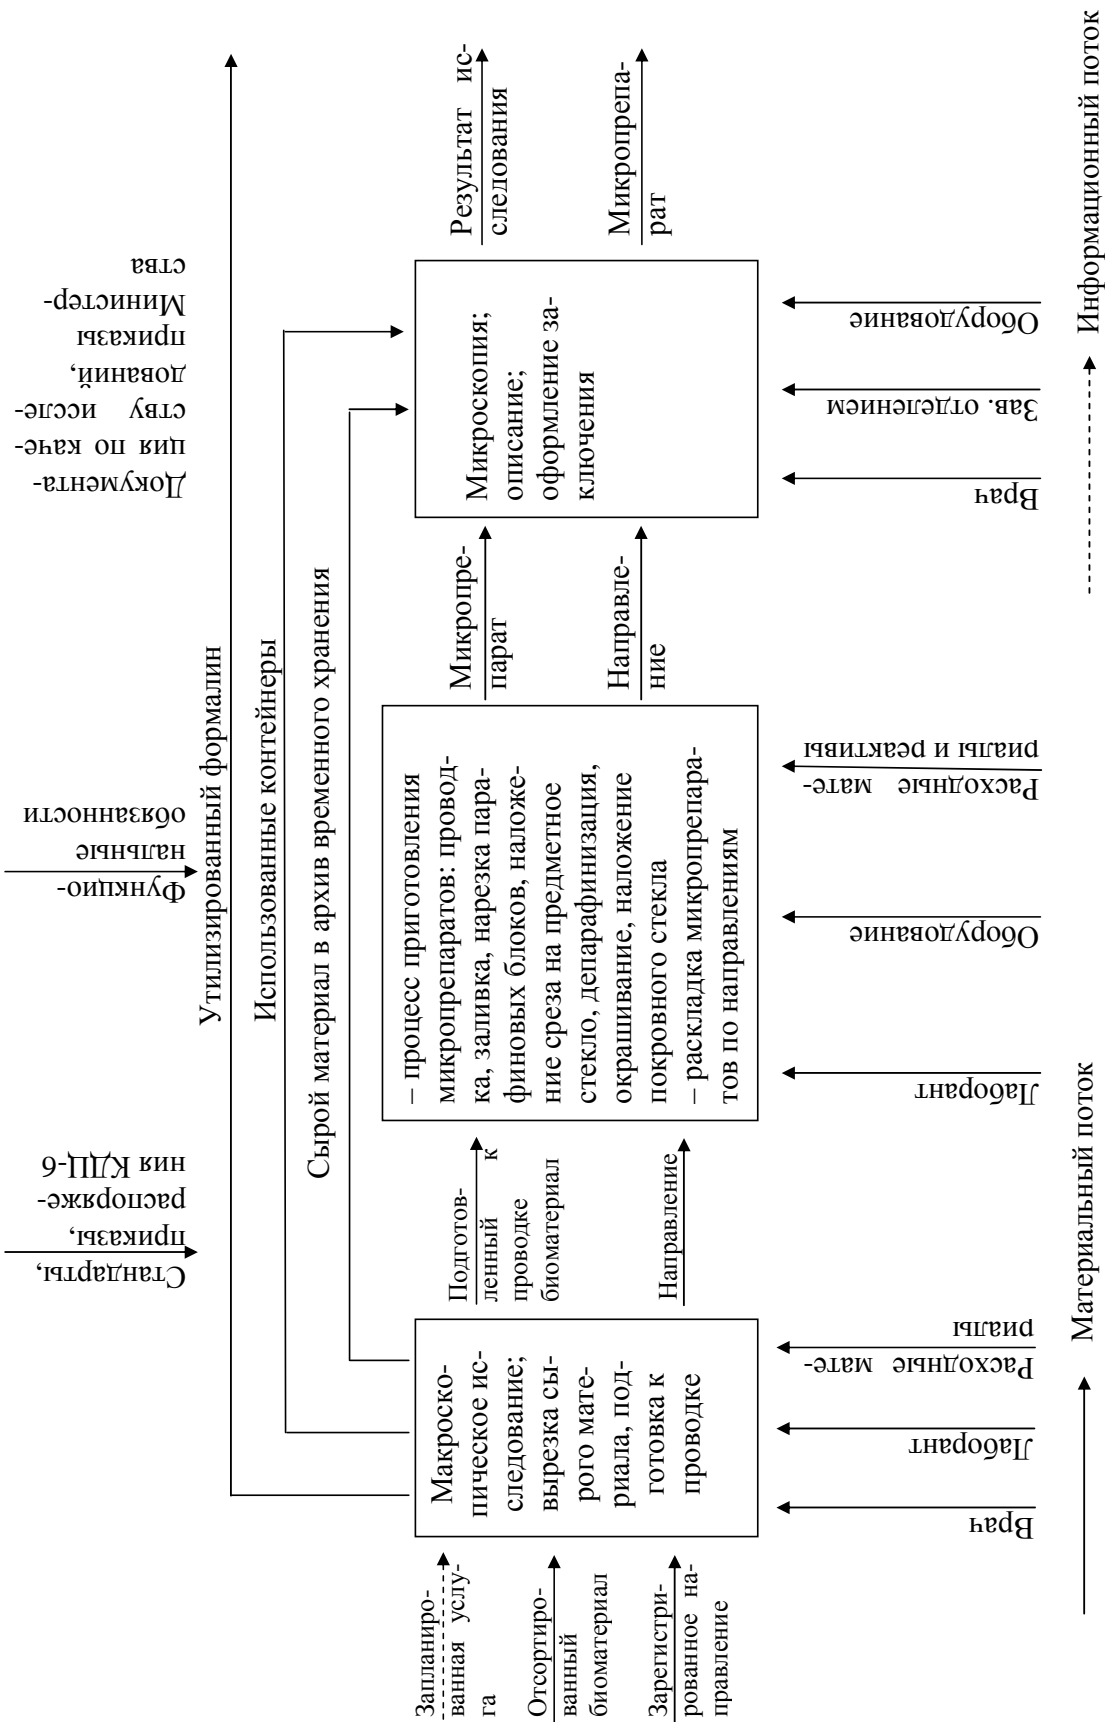 Стандарты,
приказы,
распоряже-
ния КДЦ-6
Функцио-
нальные
обязанности
Документа-
ция по каче-
ству иссле-
дований,
приказы
Министер-
ства
Утилизированный формалин
Использованные контейнеры
Сырой материал в архив временного хранения
Запланиро-
ванная услу-
га
Отсортиро-
ванный
биоматериал
Зарегистри-
рованное на-
правление
Макроско-
пическое ис-
следование;
вырезка сы-
рого мате-
риала, под-
готовка к
проводке
Подготов-
ленный к
проводке
биоматериал
Направление
– процесс приготовления
микропрепаратов: провод-
ка, заливка, нарезка пара-
финовых блоков, наложе-
ние среза на предметное
стекло, депарафинизация,
окрашивание, наложение
покровного стекла
– раскладка микропрепара-
тов по направлениям
Микропре-
парат
Направле-
ние
Микроскопия;
описание;
оформление за-
ключения
Результат ис-
следования
Микропрепа-
рат
Врач
Лаборант
Расходные мате-
риалы
Лаборант
Оборудование
Расходные мате-
риалы и реактивы
Врач
Зав. отделением
Оборудование
Материальный поток
Информационный поток